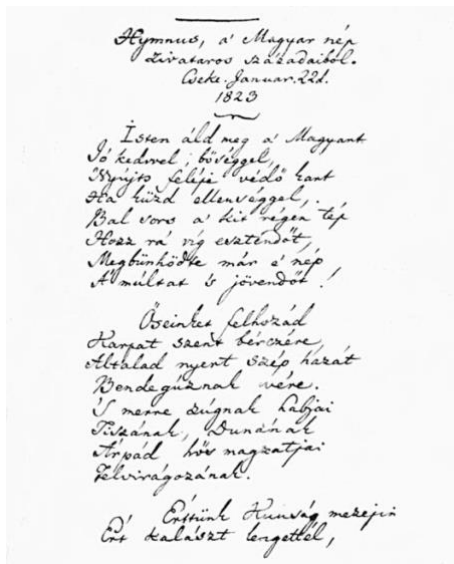 Hymnus, a' Magyar nép
zivataros századaiból.
Cseke. Januar. 22d.
1823
Isten áld meg a' Magyart
Jó kedvvel, bőséggel,
Nyújts feléje védő kart
Ha küzd ellenséggel,
Bal sors a' kit régen tép
Hozz rá víg esztendőt,
Megbünhödte már e' nép
A' múltat 's jövendőt!
Őseinket felhozád
Kárpát szent bérczére,
Általad nyert szép hazát
Bendegúznak vére.
'S merre zúgnak habjai
Tiszának, Dunának
Árpád hős magzatjai
Felvirágozának.
Értünk Kunság mezejin
Ért kalászt lengettél,